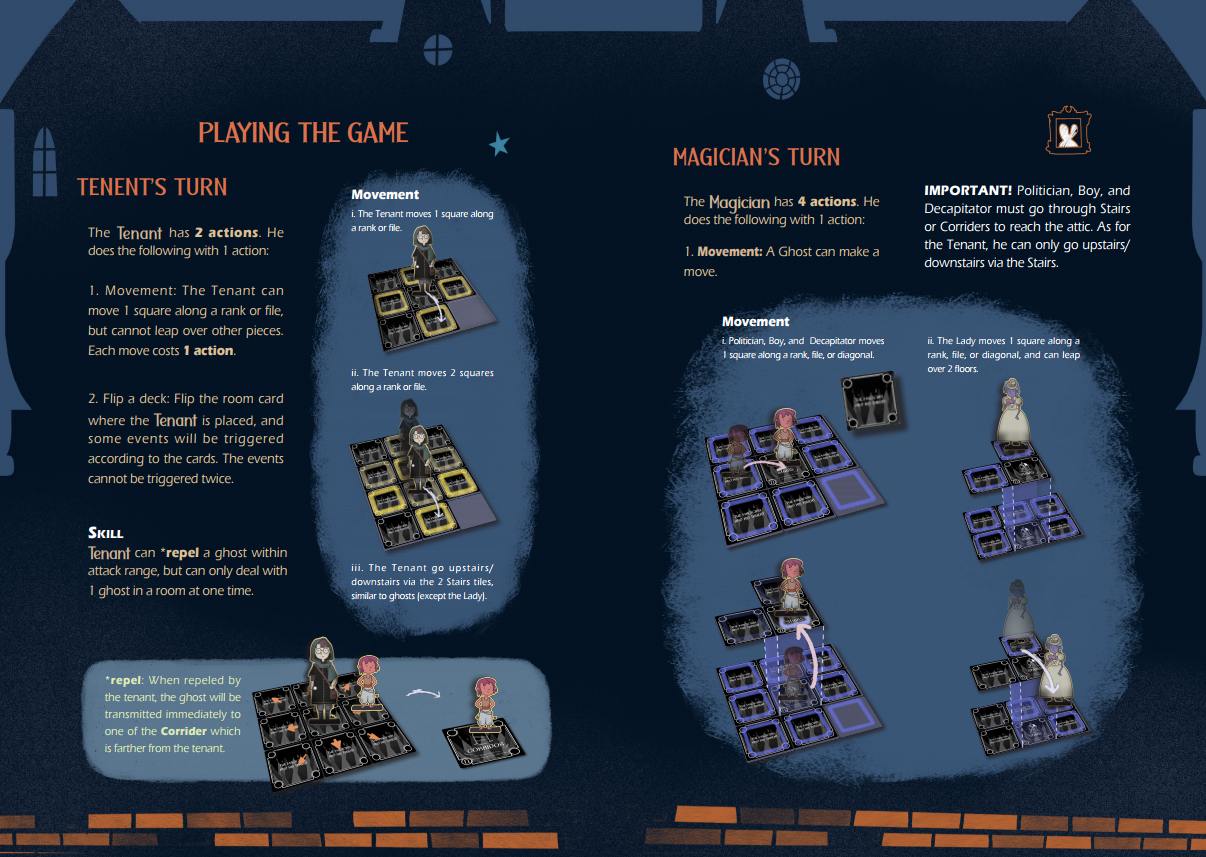 PLAYING THE GAME
TENENT'S TURN
The Tenant has 2 actions. He
does the following with 1 action:
1. Movement: The Tenant can
move 1 square along a rank or file,
but cannot leap over other pieces.
Each move costs 1 action.
2. Flip a deck: Flip the room card
where the Tenant is placed, and
some events will be triggered
according to the cards. The events
cannot be triggered twice.
SKILL
Tenant can *repel a ghost within
attack range, but can only deal with
1 ghost in a room at one time.
Movement
i. The Tenant moves 1 square along
a rank or file.
ii. The Tenant moves 2 squares
along a rank or file.
iii. The Tenant go upstairs/
downstairs via the 2 Stairs tiles,
similar to ghosts (except the Lady).
*repel: When repeled by
the tenant, the ghost will be
transmitted immediately to
one of the Corrider which
is farther from the tenant.
CORRIDOR
MAGICIAN'S TURN
The Magician has 4 actions. He
does the following with 1 action:
1. Movement: A Ghost can make a
move.
IMPORTANT! Politician, Boy, and
Decapitator must go through Stairs
or Corriders to reach the attic. As for
the Tenant, he can only go upstairs/
downstairs via the Stairs.
Movement
i. Politician, Boy, and Decapitator moves
1 square along a rank, file, or diagonal.
ii. The Lady moves 1 square along a
rank, file, or diagonal, and can leap
over 2 floors.